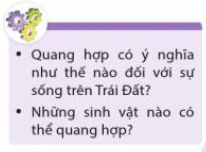 • Quang hợp có ý nghĩa
như thế nào đối với sự
sống trên Trái Đất?
• Những sinh vật nào có
thể quang hợp?